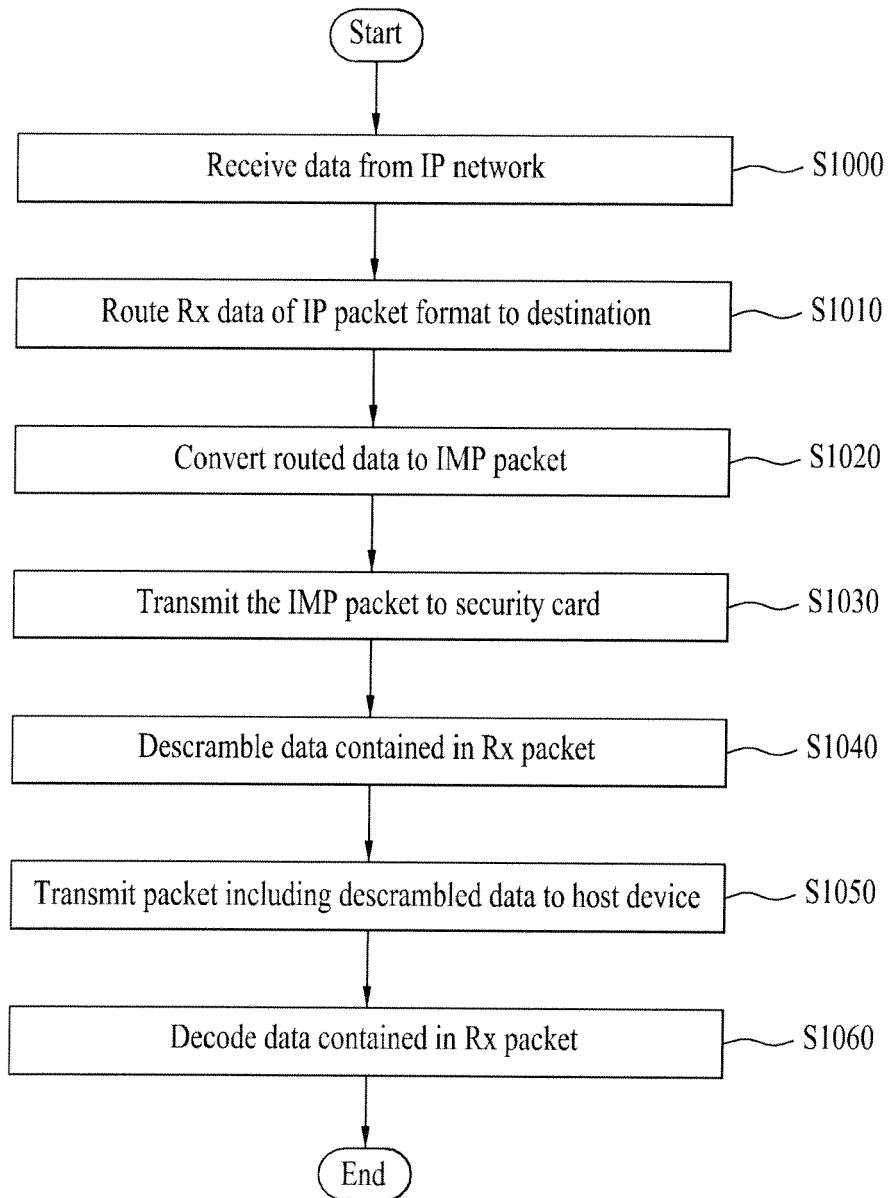 Start
Receive data from IP network
S1000
Route Rx data of IP packet format to destination
S1010
Convert routed data to IMP packet
S1020
Transmit the IMP packet to security card
S1030
Descramble data contained in Rx packet
S1040
Transmit packet including descrambled data to host device
S1050
Decode data contained in Rx packet
S1060
End